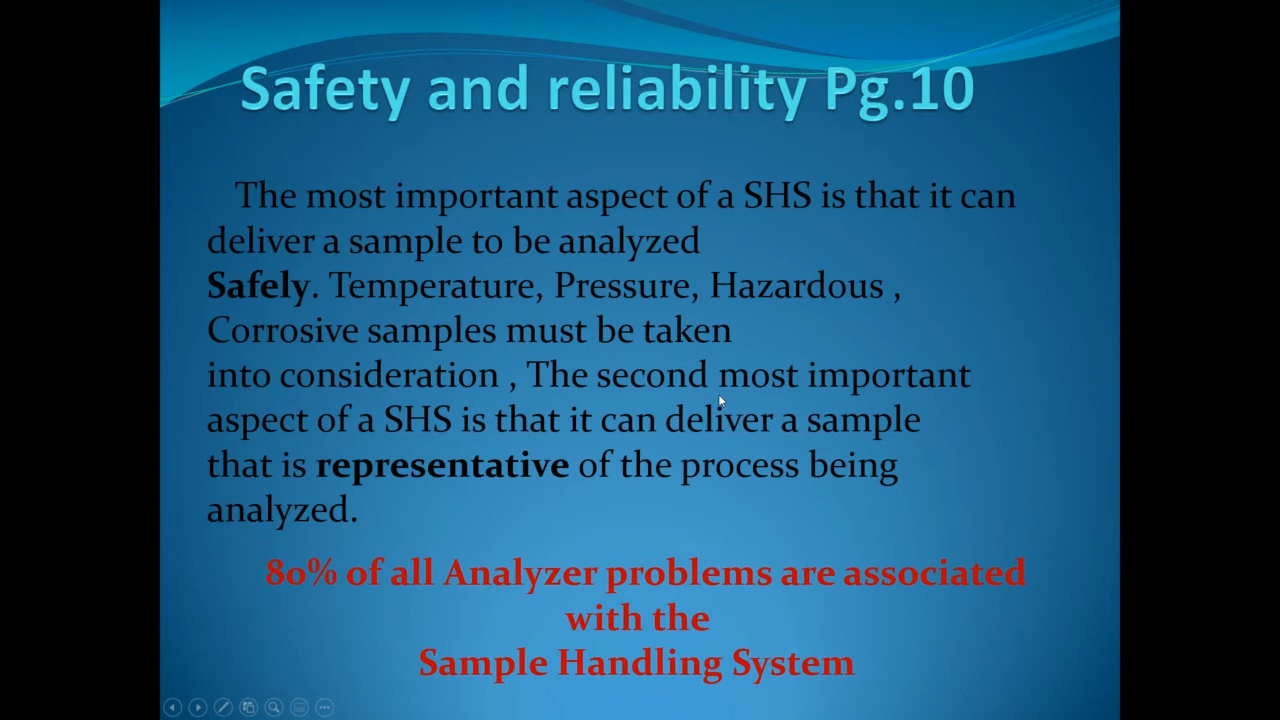 Safety and reliability Pg.10
The most important aspect of a SHS is that it can
deliver a sample to be analyzed
Safely. Temperature, Pressure, Hazardous ,
Corrosive samples must be taken
into consideration , The second most important
aspect of a SHS is that it can deliver a sample
that is representative of the process being
analyzed.
80% of all Analyzer problems are associated
with the
Sample Handling System